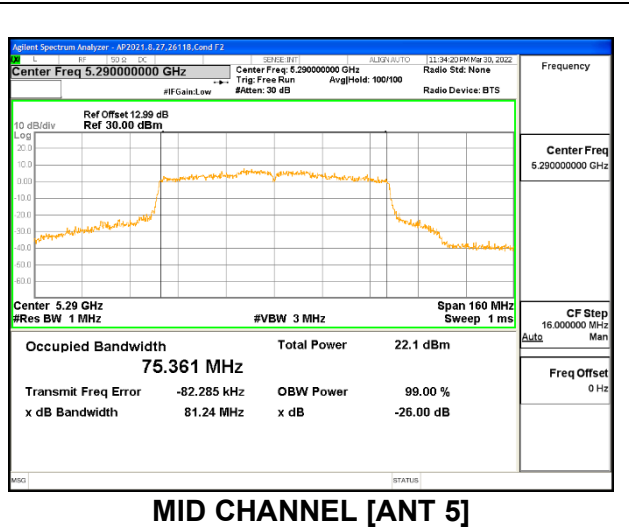 Agilent Spectrum Analyzer - AP2021.8.27,26118,Cond F2
L RF 50 Ω DC SENSE:INT ALIGN AUTO 11:34:20 PM Mar 30, 2022
Center Freq 5.290000000 GHz Center Freq: 5.290000000 GHz Radio Std: None Frequency
Trig: Free Run Avg|Hold: 100/100
#IFGain:Low #Atten: 30 dB Radio Device: BTS
Ref Offset 12.99 dB
10 dB/div Ref 30.00 dBm
Log
20.0
10.0
0.00
-10.0
-20.0
-30.0
-40.0
-50.0
-60.0
Center Freq
5.290000000 GHz
Center 5.29 GHz Span 160 MHz
#Res BW 1 MHz #VBW 3 MHz Sweep 1 ms
CF Step
16.000000 MHz
Auto Man
Occupied Bandwidth Total Power 22.1 dBm
75.361 MHz
Freq Offset
0 Hz
Transmit Freq Error -82.285 kHz OBW Power 99.00 %
x dB Bandwidth 81.24 MHz x dB -26.00 dB
MSG STATUS
MID CHANNEL [ANT 5]